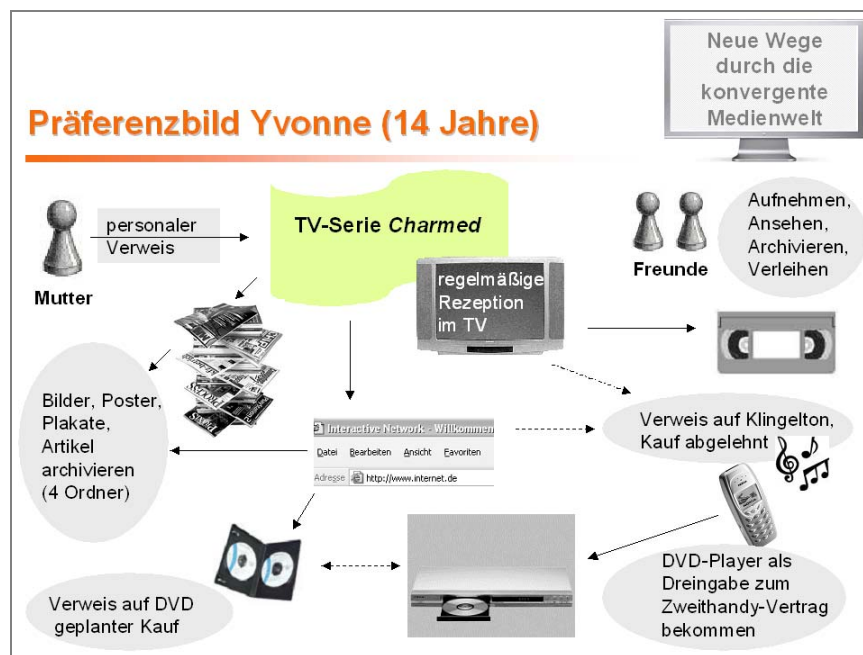 Neue Wege
durch die
konvergente
Medienwelt
Präferenzbild Yvonne (14 Jahre)
personaler
Verweis
Mutter
TV-Serie Charmed
regelmäßige
Rezeption
im TV
Freunde
Aufnehmen,
Ansehen,
Archivieren,
Verleihen
Bilder, Poster,
Plakate,
Artikel
archivieren
(4 Ordner)
Interactive Network - Willkommen
Datei Bearbeiten Ansicht Favoriten
Adresse http://www.internet.de
Verweis auf Klingelton,
Kauf abgelehnt
Verweis auf DVD
geplanter Kauf
DVD-Player als
Dreingabe zum
Zweithandy-Vertrag
bekommen